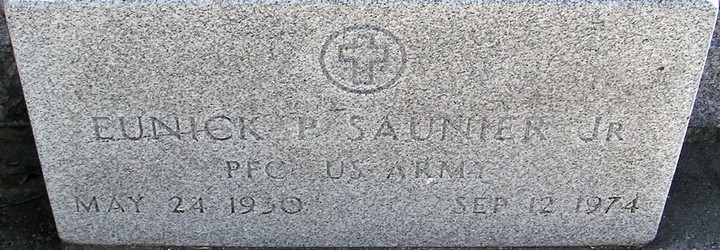 EUNICK P SAUNIER JR
PFC US ARMY
MAY 24 1930 SEP 12 1974